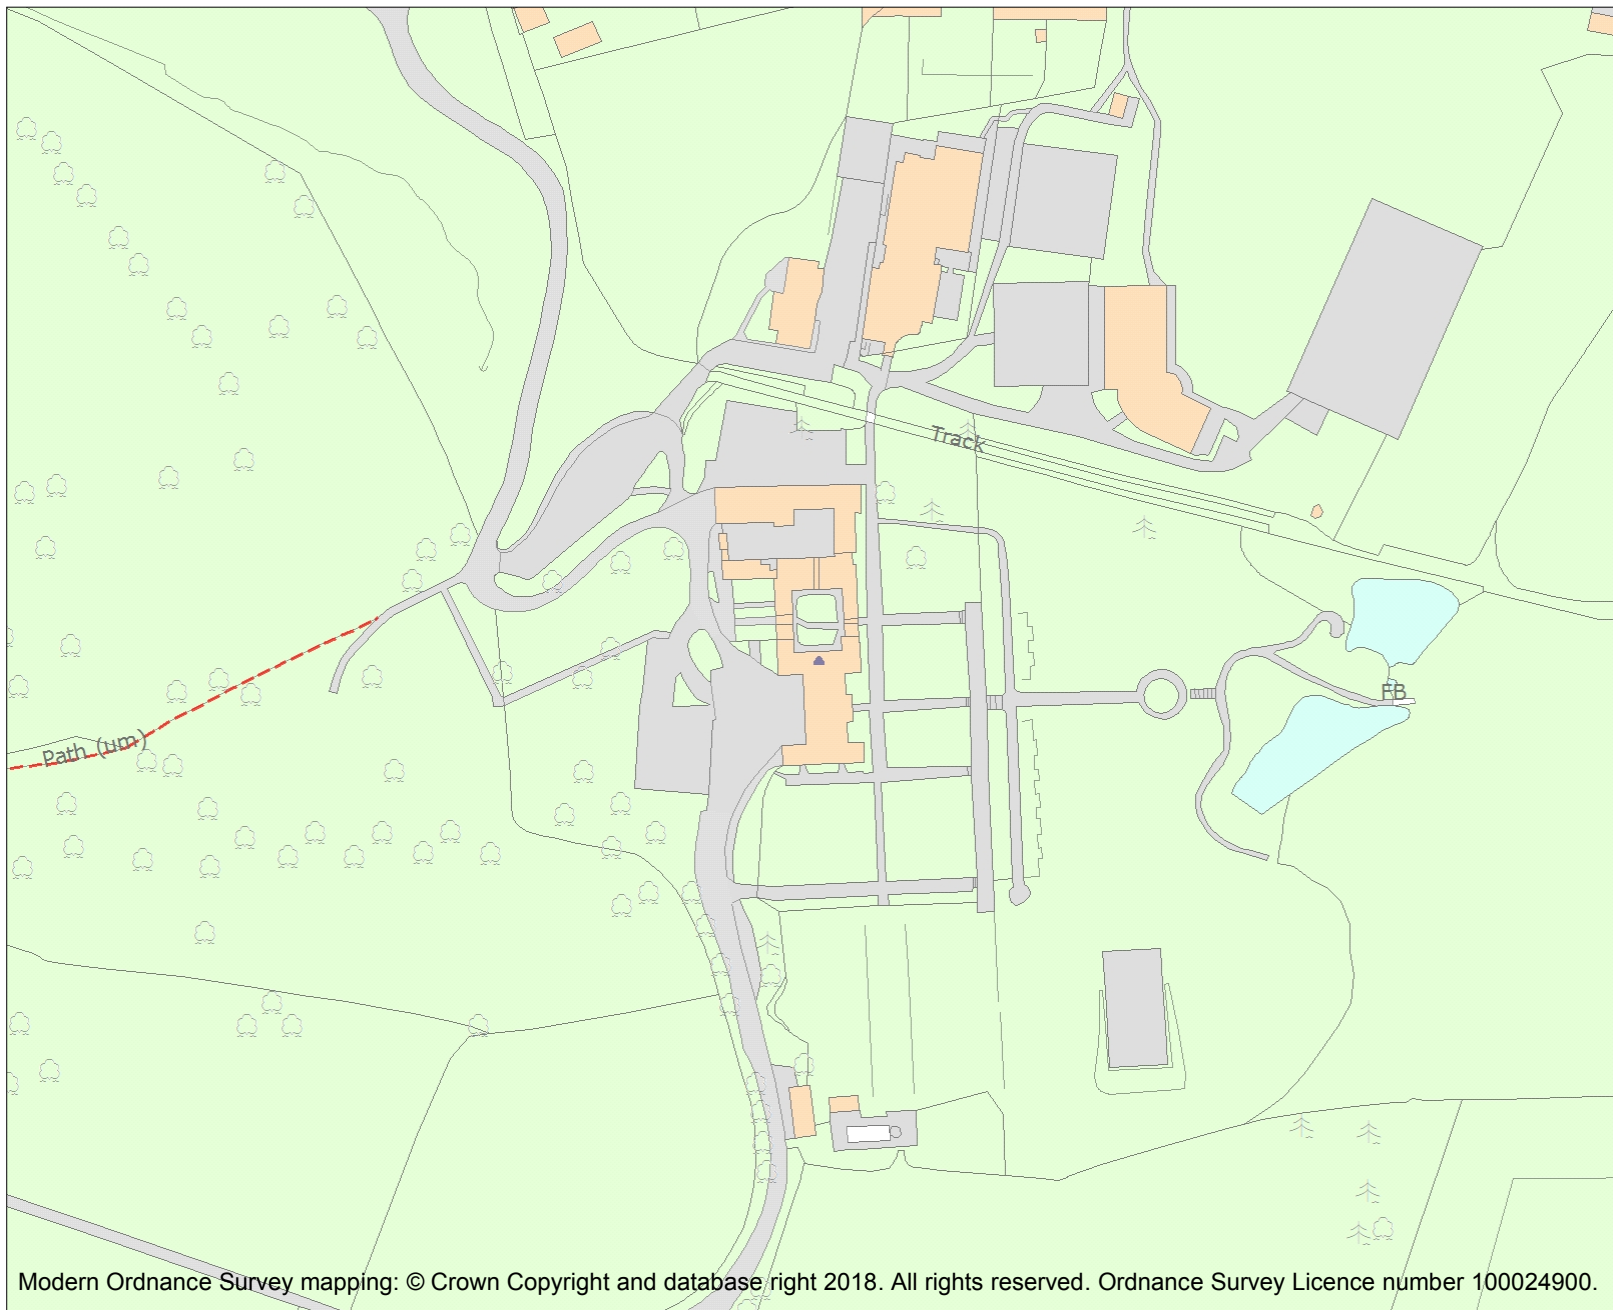 Track
FB
Path (um)
Modern Ordnance Survey mapping: © Crown Copyright and database right 2018. All rights reserved. Ordnance Survey Licence number 100024900.